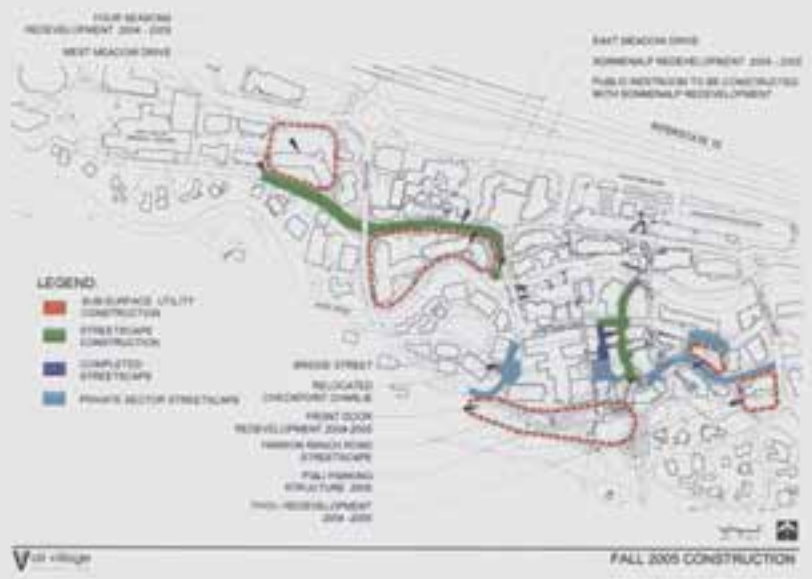 FOUR SEASONS
REDEVELOPMENT 2004 - 2005
WEST MEADOW DRIVE
EAST MEADOW DRIVE
SONNENALP REDEVELOPMENT 2004 - 2005
PUBLIC RESTROOM TO BE CONSTRUCTED
WITH SONNENALP REDEVELOPMENT
INTERSTATE 70
LEGEND:
SUB-SURFACE UTILITY
CONSTRUCTION
STREETSCAPE
CONSTRUCTION
COMPLETED
STREETSCAPE
PRIVATE SECTOR STREETSCAPE
BRIDGE STREET
RELOCATED
CHECKPOINT CHARLIE
FRONT DOOR
REDEVELOPMENT 2004-2005
HANSON RANCH ROAD
STREETSCAPE
PARKING
STRUCTURE 2005
TIVOLI REDEVELOPMENT
2004 - 2005
Vail village
FALL 2005 CONSTRUCTION